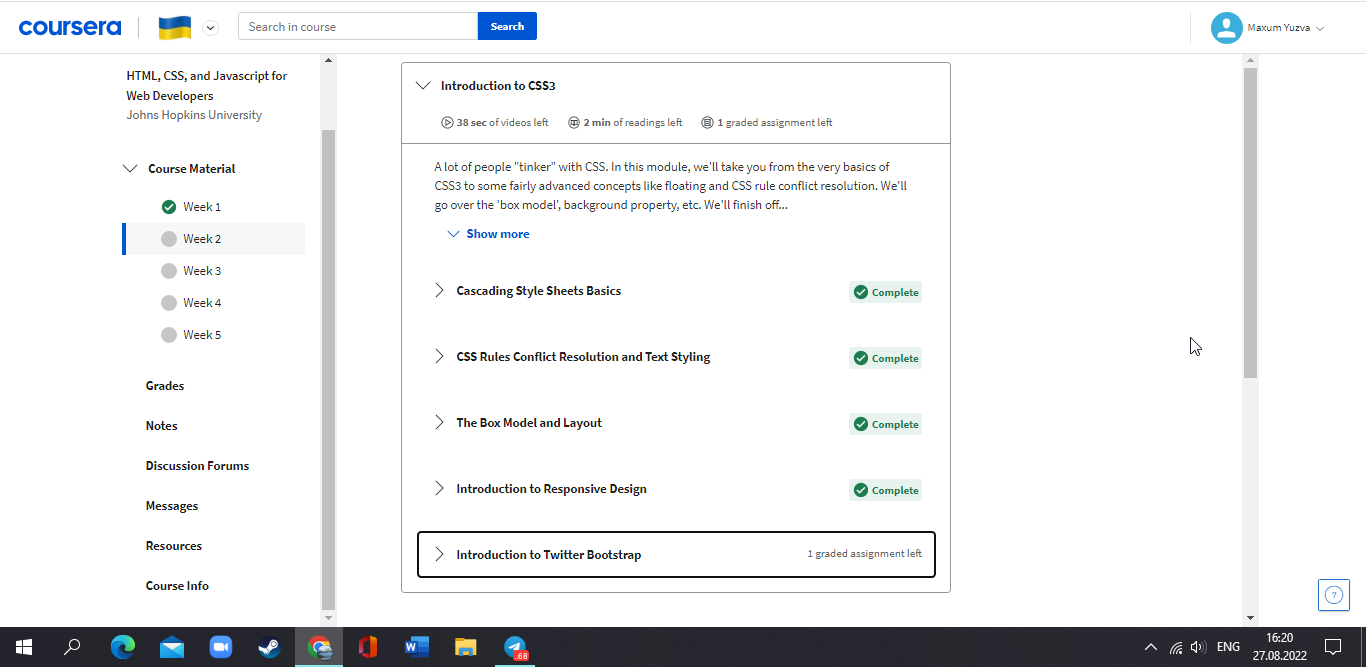 coursera
Search in course
Search
Maxum Yuzva
HTML, CSS, and Javascript for
Web Developers
Johns Hopkins University
Course Material
Week 1
Week 2
Week 3
Week 4
Week 5
Grades
Notes
Discussion Forums
Messages
Resources
Course Info
Introduction to CSS3
38 sec of videos left
2 min of readings left
1 graded assignment left
A lot of people "tinker" with CSS. In this module, we'll take you from the very basics of
CSS3 to some fairly advanced concepts like floating and CSS rule conflict resolution. We'll
go over the 'box model', background property, etc. We'll finish off...
Show more
Cascading Style Sheets Basics
Complete
CSS Rules Conflict Resolution and Text Styling
Complete
The Box Model and Layout
Complete
Introduction to Responsive Design
Complete
Introduction to Twitter Bootstrap
1 graded assignment left
?
W
.68
ENG
16:20
27.08.2022